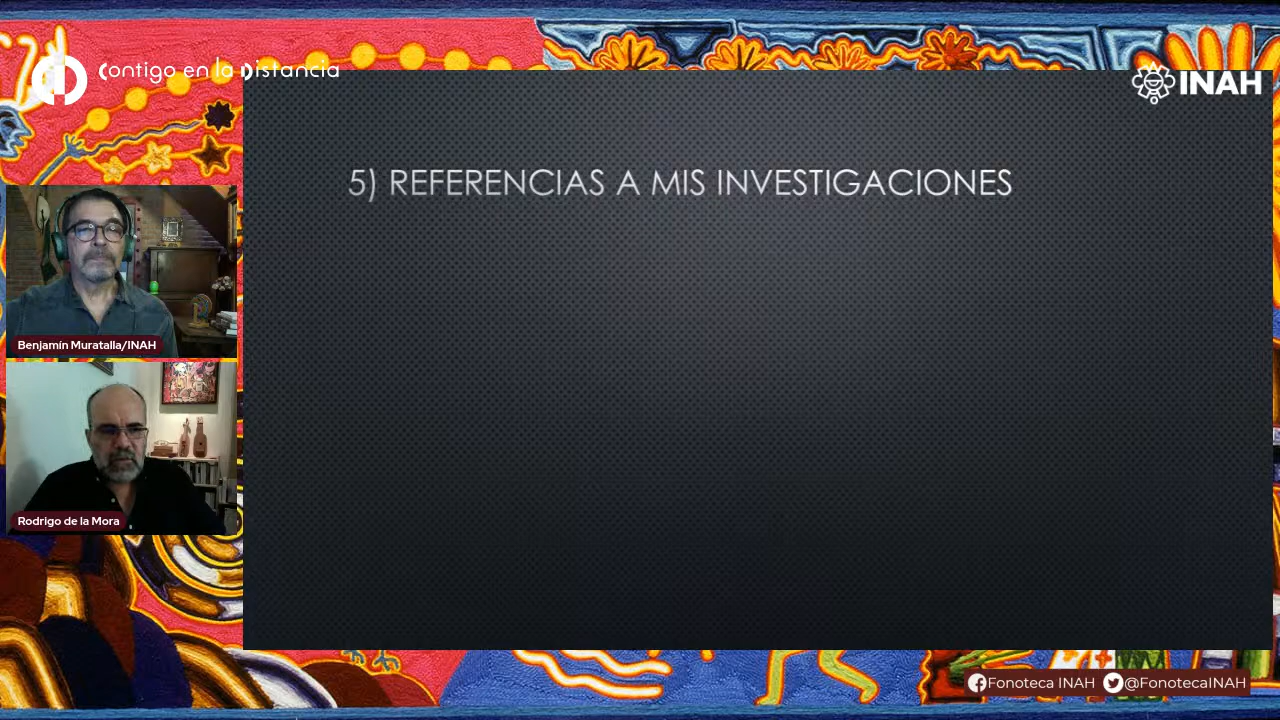 Contigo en la Distancia
INAH
5) REFERENCIAS A MIS INVESTIGACIONES
Benjamín Muratalla/INAH
Rodrigo de la Mora
Fonoteca INAH @FonotecaINAH